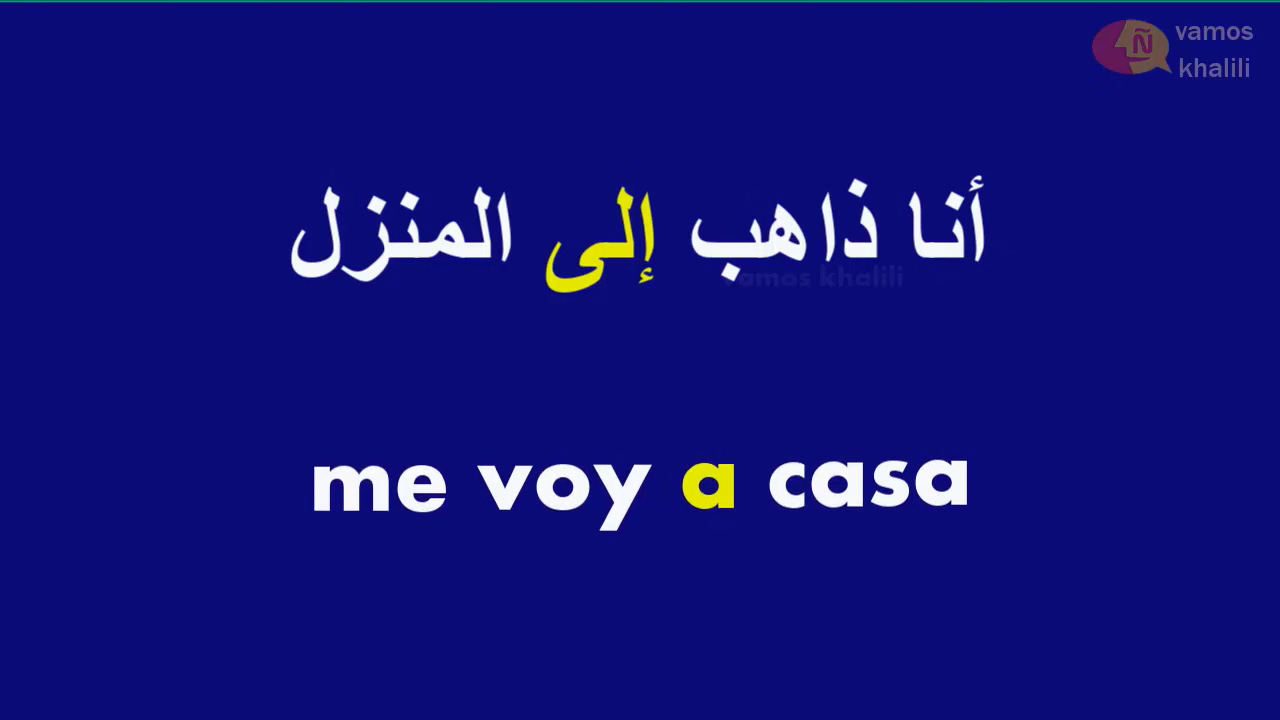 vamos
khalili
Ñ
أنا ذاهب إلى المنزل
vamos khalili
me voy a casa